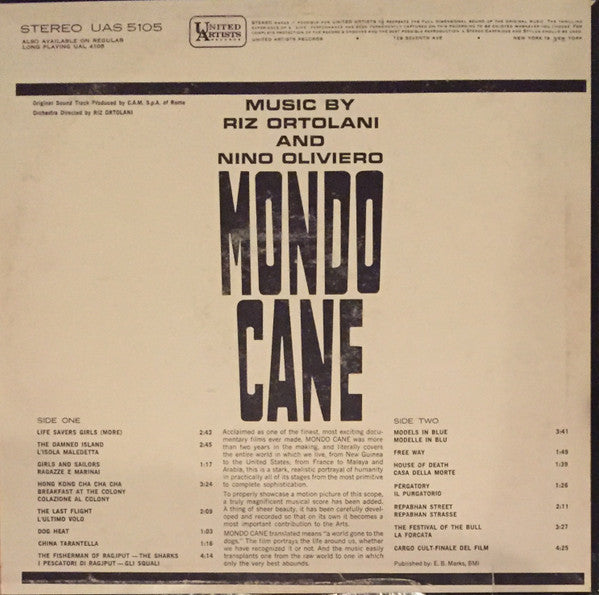 STEREO UAS 5105
ALSO AVAILABLE ON REGULAR
LONG PLAYING UAL 4105
UNITED
ARTISTS
RECORDS
UNITED ARTISTS RECORDS • 729 SEVENTH AVE • NEW YORK 19, NEW YORK
Original Sound Track Produced by C.A.M. S.p.A. of Rome
Orchestra Directed by RIZ ORTOLANI
MUSIC BY
RIZ ORTOLANI
AND
NINO OLIVIERO
MONDO
CANE
SIDE ONE
LIFE SAVERS GIRLS (MORE) 2:43
THE DAMNED ISLAND 2:45
L'ISOLA MALEDETTA
GIRLS AND SAILORS 1:17
RAGAZZE E MARINAI
HONG KONG CHA CHA CHA 3:24
BREAKFAST AT THE COLONY
COLAZIONE AL COLONY
THE LAST FLIGHT 2:09
L'ULTIMO VOLO
DOG HEAT 1:03
CHINA TARANTELLA 1:16
THE FISHERMAN OF RAGJPUT — THE SHARKS 4:14
I PESCATORI DI RAGJPUT — GLI SQUALI
Acclaimed as one of the finest, most exciting docu-
mentary films ever made, MONDO CANE was more
than two years in the making, and literally covers
the entire world in which we live, from New Guinea
to the United States; from France to Malaya and
Arabia, this is a stark, realistic portrayal of humanity
in practically all of its stages from the most primitive
to complete sophistication.
To properly showcase a motion picture of this scope,
a truly magnificent musical score has been added.
A thing of sheer beauty, it has been carefully devel-
oped and recorded so that on its own it becomes a
most important contribution to the Arts.
MONDO CANE translated means "a world gone to the
dogs." The film portrays the life around us, whether
we have recognized it or not. And the music easily
transplants one from the raw world to one in which
only the very best abounds.
SIDE TWO
MODELS IN BLUE 3:41
MODELLE IN BLU
FREE WAY 1:49
HOUSE OF DEATH 1:39
CASA DELLA MORTE
PERGATORY 1:26
IL PURGATORIO
REPABHAN STREET 2:11
REPABHAN STRASSE
THE FESTIVAL OF THE BULL 3:27
LA FORCATA
CARGO CULT-FINALE DEL FILM 4:25
Published by: E. B. Marks, BMI